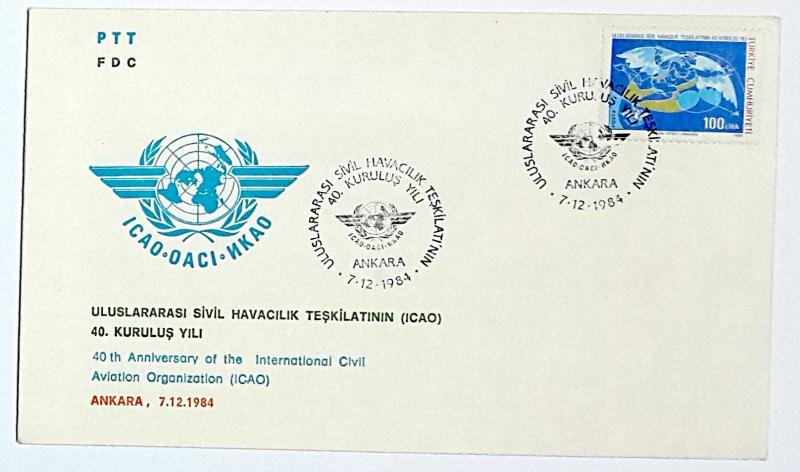 PTT
FDC
ULUSLARARASI SİVİL HAVACILIK TEŞKİLATI'NIN
40. KURULUŞ YILI
TÜRKİYE CUMHURİYETİ
100 LİRA
ICAO·OACI·ИКАО
ANKARA
7·12·1984
ICAO·OACI·ИКАО
ULUSLARARASI SİVİL HAVACILIK TEŞKİLATI'NIN
40. KURULUŞ YILI
ICAO·OACI·ИКАО
ANKARA
7·12·1984
ULUSLARARASI SİVİL HAVACILIK TEŞKİLATININ (ICAO)
40. KURULUŞ YILI
40th Anniversary of the International Civil
Aviation Organization (ICAO)
ANKARA, 7.12.1984